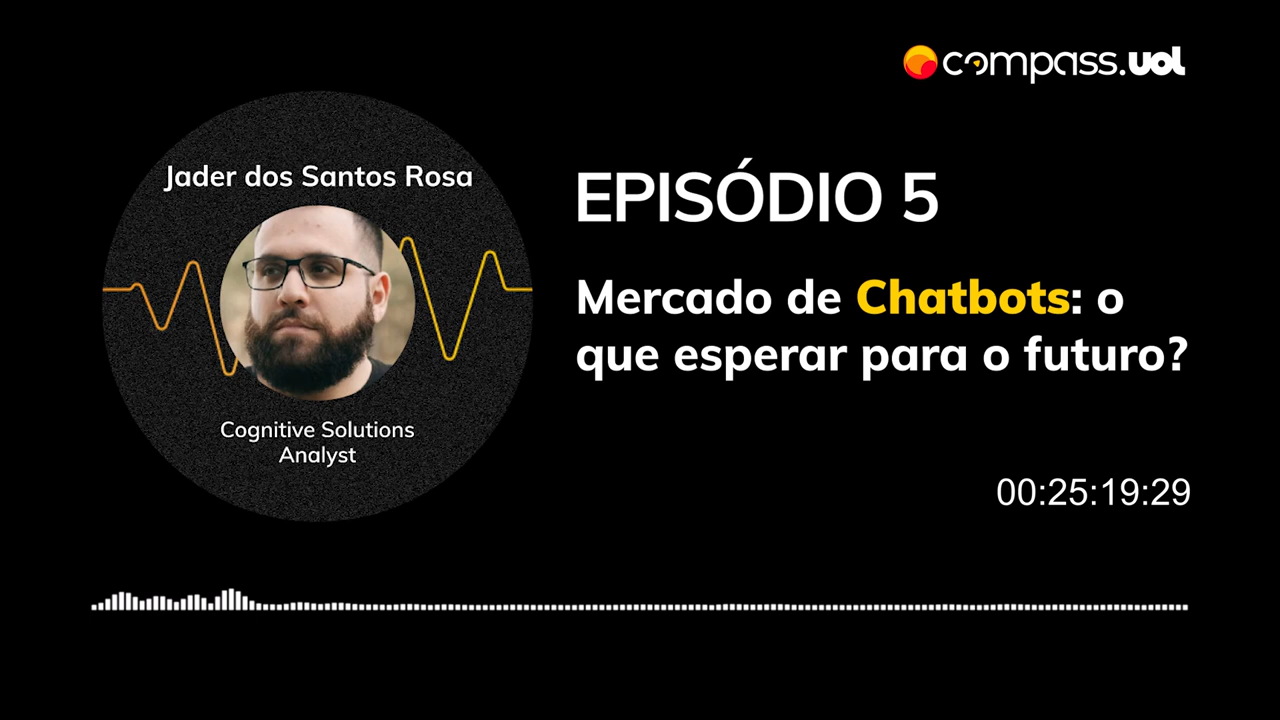 compass.uol
Jader dos Santos Rosa
Cognitive Solutions
Analyst
EPISÓDIO 5
Mercado de Chatbots: o
que esperar para o futuro?
00:25:19:29